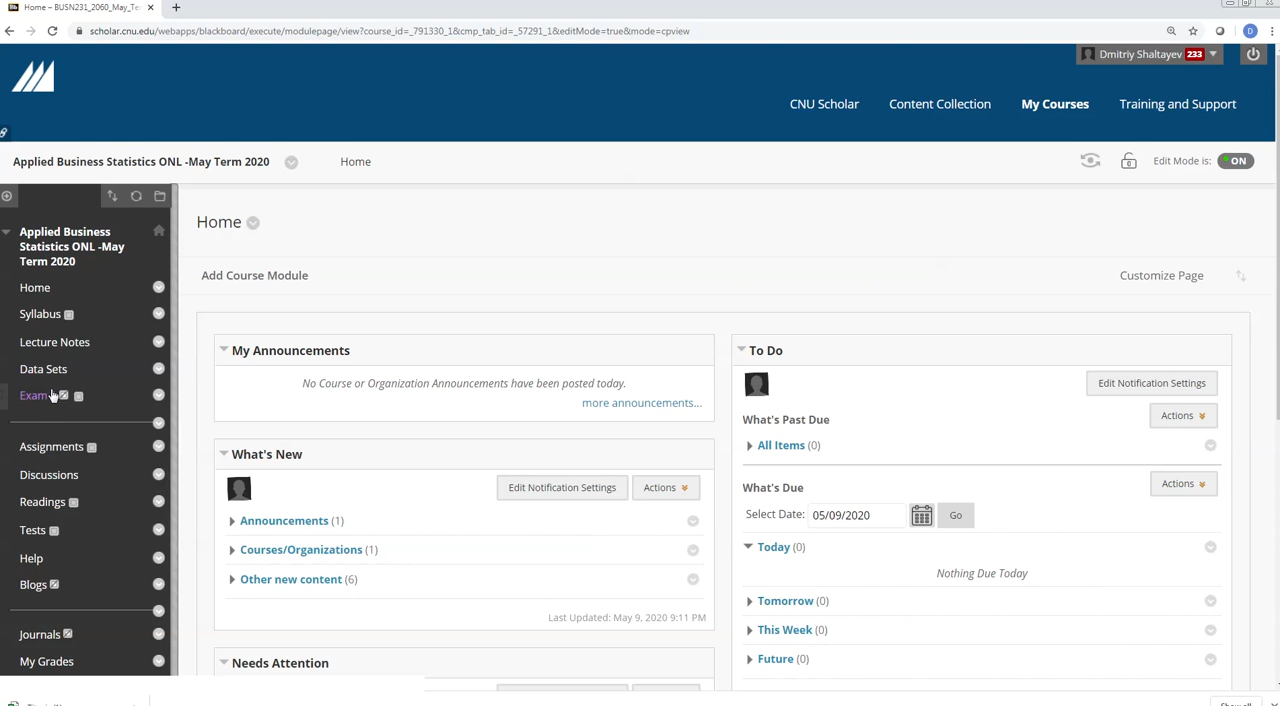 Home – BUSN231_2060_May_Te
scholar.cnu.edu/webapps/blackboard/execute/modulepage/view?course_id=_791330_1&cmp_tab_id=_57291_1&editMode=true&mode=cpview
D
Dmitriy Shaltayev 233
CNU Scholar
Content Collection
My Courses
Training and Support
Applied Business Statistics ONL -May Term 2020
Home
Edit Mode is:
ON
Applied Business
Statistics ONL -May
Term 2020
Home
Syllabus
Lecture Notes
Data Sets
Exam
Assignments
Discussions
Readings
Tests
Help
Blogs
Journals
My Grades
Home
Add Course Module
Customize Page
My Announcements
No Course or Organization Announcements have been posted today.
more announcements...
What's New
Edit Notification Settings
Actions
Announcements (1)
Courses/Organizations (1)
Other new content (6)
Last Updated: May 9, 2020 9:11 PM
Needs Attention
To Do
Edit Notification Settings
What's Past Due
Actions
All Items (0)
What's Due
Actions
Select Date: 05/09/2020
Go
Today (0)
Nothing Due Today
Tomorrow (0)
This Week (0)
Future (0)
Show all